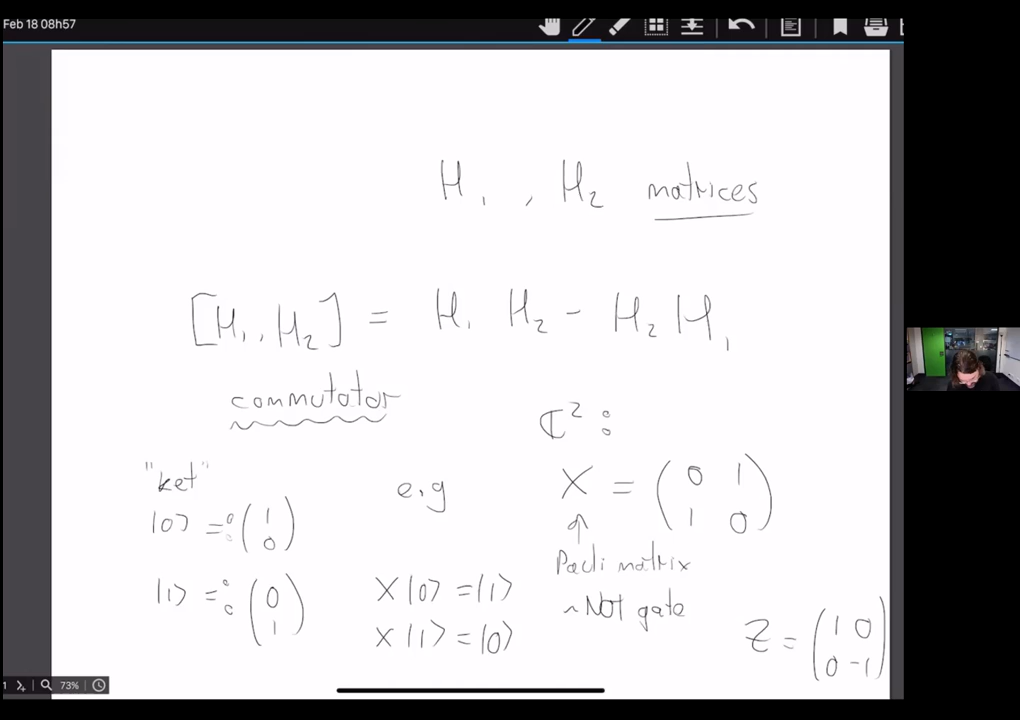 Feb 18 08h57
H₁, H₂ matrices
[H₁, H₂] = H₁ H₂ - H₂ H₁
commutator
ℂ² :
"ket"
|0⟩ =: (1 0)
e.g
X = (0 1
1 0)
↑
Pauli matrix
~ Not gate
|1⟩ =: (0 1)
X |0⟩ = |1⟩
X |1⟩ = |0⟩
Z = (1 0
0 -1)
73%